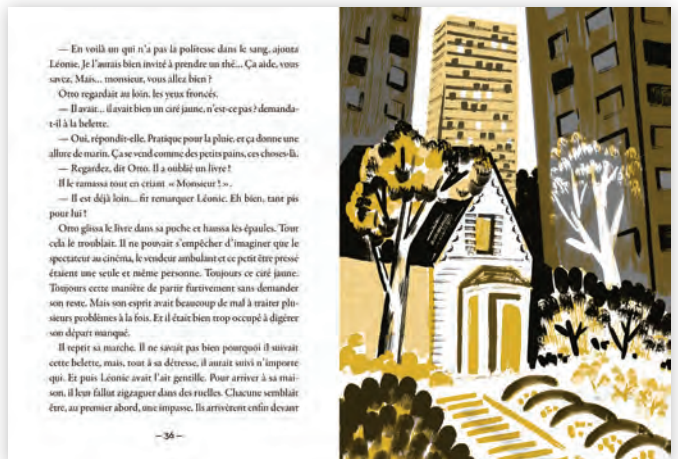 — En voilà un qui n'a pas la politesse dans le sang, ajouta
Léonie. Je l'aurais bien invité à prendre un thé... Ça aide, vous
savez. Mais... monsieur, vous allez bien ?
Otto regardait au loin, les yeux froncés.
— Il avait... il avait bien un ciré jaune, n'est-ce pas ? demanda-
t-il à la belette.
— Oui, répondit-elle. Pratique pour la pluie, et ça donne une
allure de marin. Ça se vend comme des petits pains, ces choses-là.
— Regardez, dit Otto. Il a oublié un livre !
Il le ramassa tout en criant « Monsieur ! ».
— Il est déjà loin... fit remarquer Léonie. Eh bien, tant pis
pour lui !
Otto glissa le livre dans sa poche et haussa les épaules. Tout
cela le troublait. Il ne pouvait s'empêcher d'imaginer que le
spectateur au cinéma, le vendeur ambulant et ce petit être pressé
étaient une seule et même personne. Toujours ce ciré jaune.
Toujours cette manière de partir furtivement sans demander
son reste. Mais son esprit avait beaucoup de mal à traiter plu-
sieurs problèmes à la fois. Et il était bien trop occupé à digérer
son départ manqué.
Il reprit sa marche. Il ne savait pas bien pourquoi il suivait
cette belette, mais, tout à sa détresse, il aurait suivi n'importe
qui. Et puis Léonie avait l'air gentille. Pour arriver à sa mai-
son, il leur fallut zigzaguer dans des ruelles. Chacune semblait
être, au premier abord, une impasse. Ils arrivèrent enfin devant
– 36 –